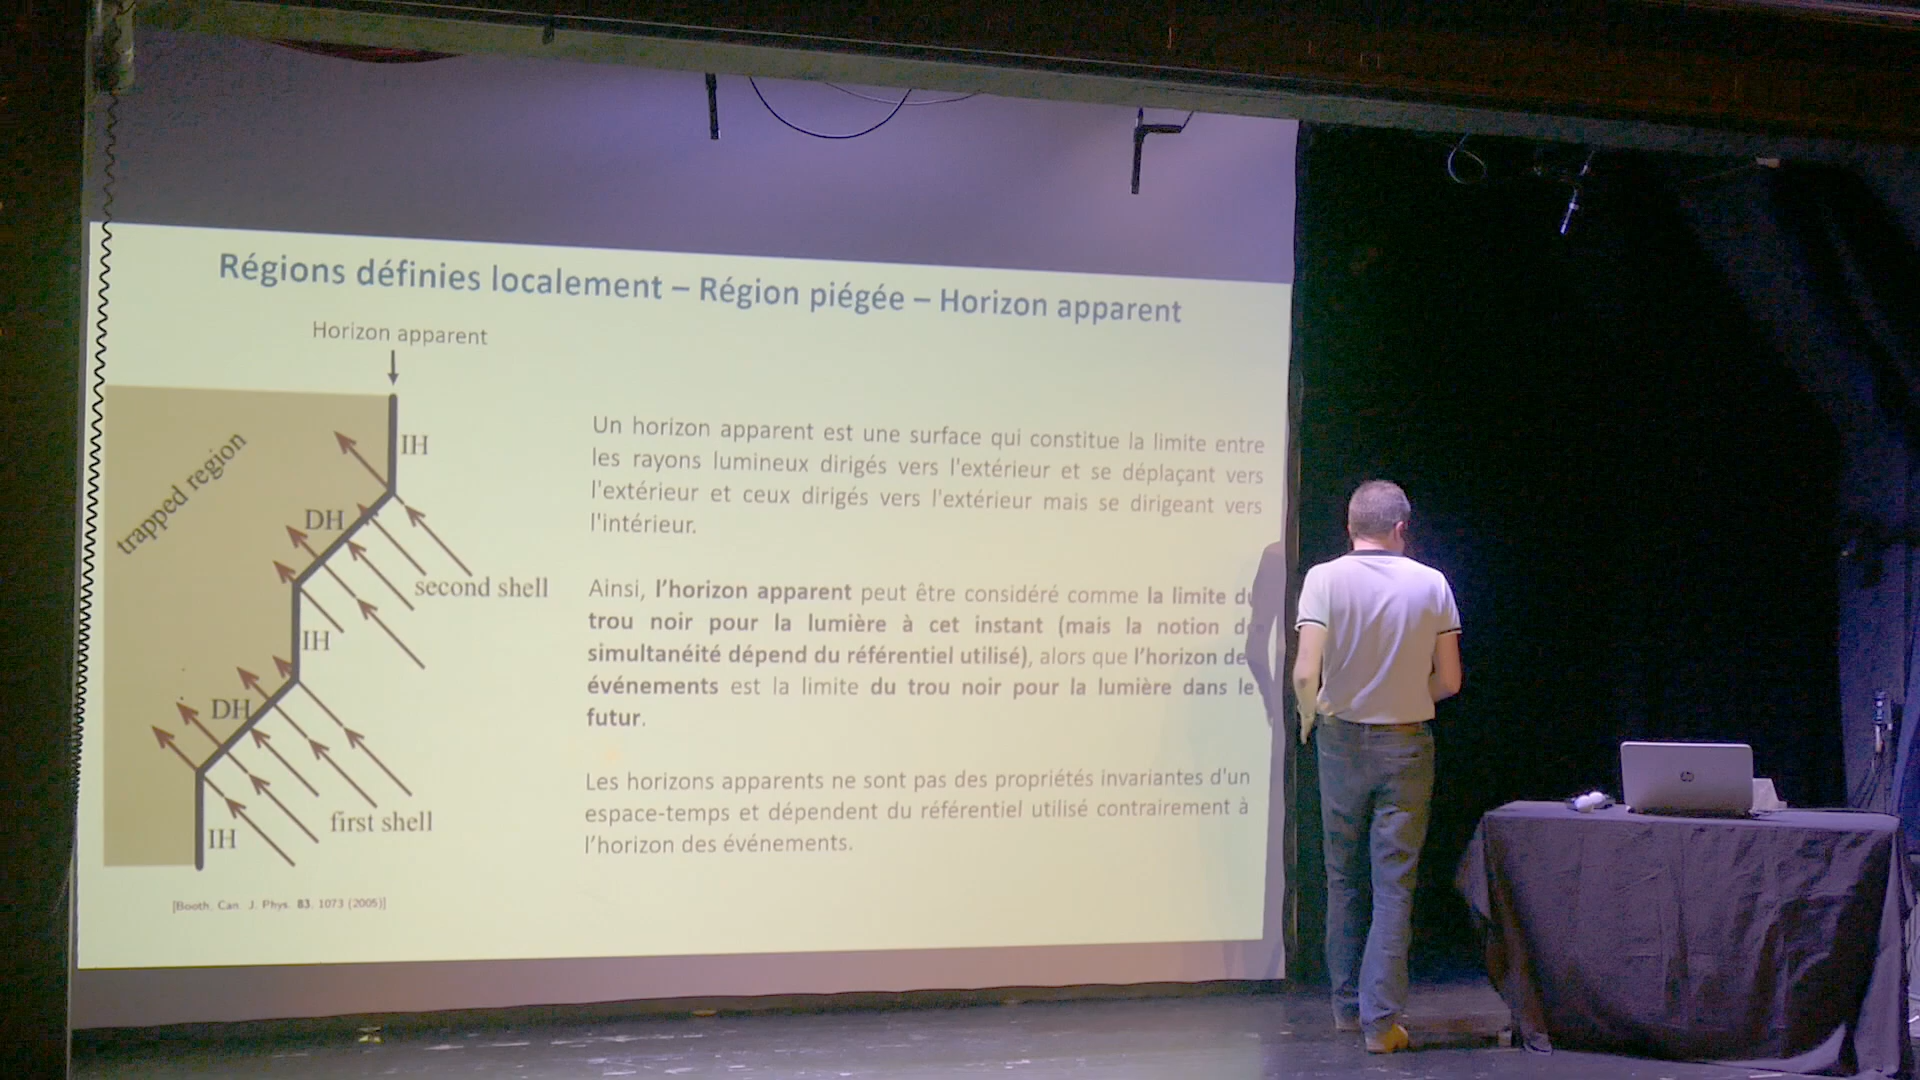 Régions définies localement – Région piégée – Horizon apparent
Horizon apparent
IH
trapped region
DH
second shell
IH
DH
first shell
IH
[Booth, Can. J. Phys. 83, 1073 (2005)]
Un horizon apparent est une surface qui constitue la limite entre
les rayons lumineux dirigés vers l'extérieur et se déplaçant vers
l'extérieur et ceux dirigés vers l'extérieur mais se dirigeant vers
l'intérieur.
Ainsi, l'horizon apparent peut être considéré comme la limite du
trou noir pour la lumière à cet instant (mais la notion de
simultanéité dépend du référentiel utilisé), alors que l'horizon de
événements est la limite du trou noir pour la lumière dans le
futur.
Les horizons apparents ne sont pas des propriétés invariantes d'un
espace-temps et dépendent du référentiel utilisé contrairement à
l'horizon des événements.
hp